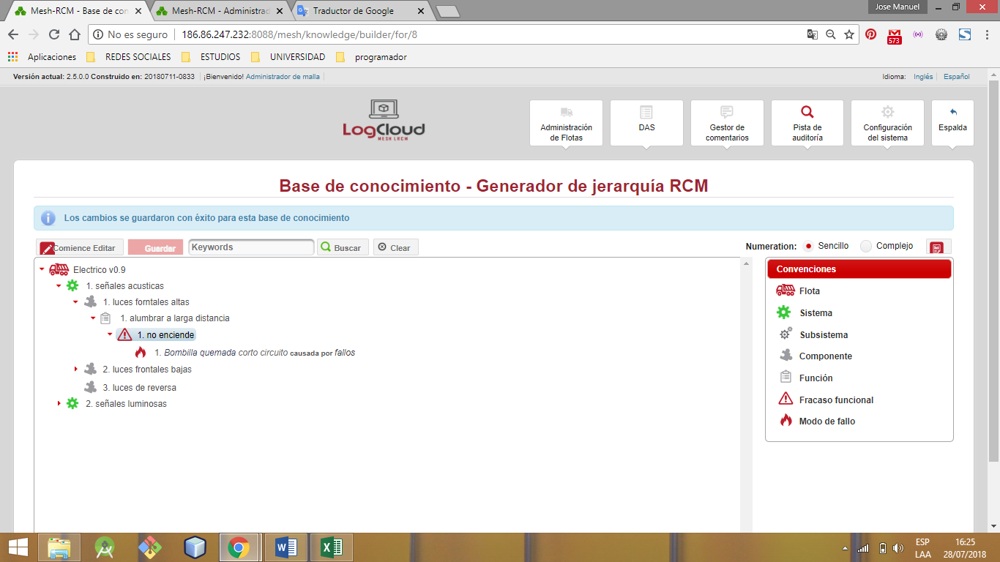 Mesh-RCM - Base de con
Mesh-RCM - Administrad
Traductor de Google
Jose Manuel
No es seguro 186.86.247.232:8088/mesh/knowledge/builder/for/8
573
Aplicaciones REDES SOCIALES ESTUDIOS UNIVERSIDAD programador
Versión actual: 2.5.0.0 Construido en: 20180711-0833 ¡Bienvenido! Administrador de malla
Idioma: Inglés Español
LogCloud
MESH LRCM
Administración
de Flotas
DAS
Gestor de
comentarios
Pista de
auditoría
Configuración
del sistema
Espalda
Base de conocimiento - Generador de jerarquía RCM
Los cambios se guardaron con éxito para esta base de conocimiento
Comience Editar Guardar Keywords Buscar Clear
Numeration: Sencillo Complejo
Electrico v0.9
1. señales acusticas
1. luces forntales altas
1. alumbrar a larga distancia
1. no enciende
1. Bombilla quemada corto circuito causada por fallos
2. luces frontales bajas
3. luces de reversa
2. señales luminosas
Convenciones
Flota
Sistema
Subsistema
Componente
Función
Fracaso funcional
Modo de fallo
ESP
LAA
16:25
28/07/2018